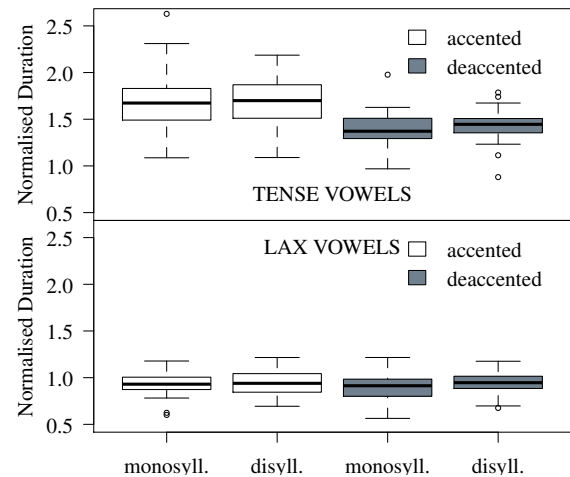 Normalised Duration
2.5
2.0
1.5
1.0
0.5
accented
deaccented
TENSE VOWELS
Normalised Duration
2.5
2.0
1.5
1.0
0.5
LAX VOWELS
accented
deaccented
monosyll. disyll. monosyll. disyll.